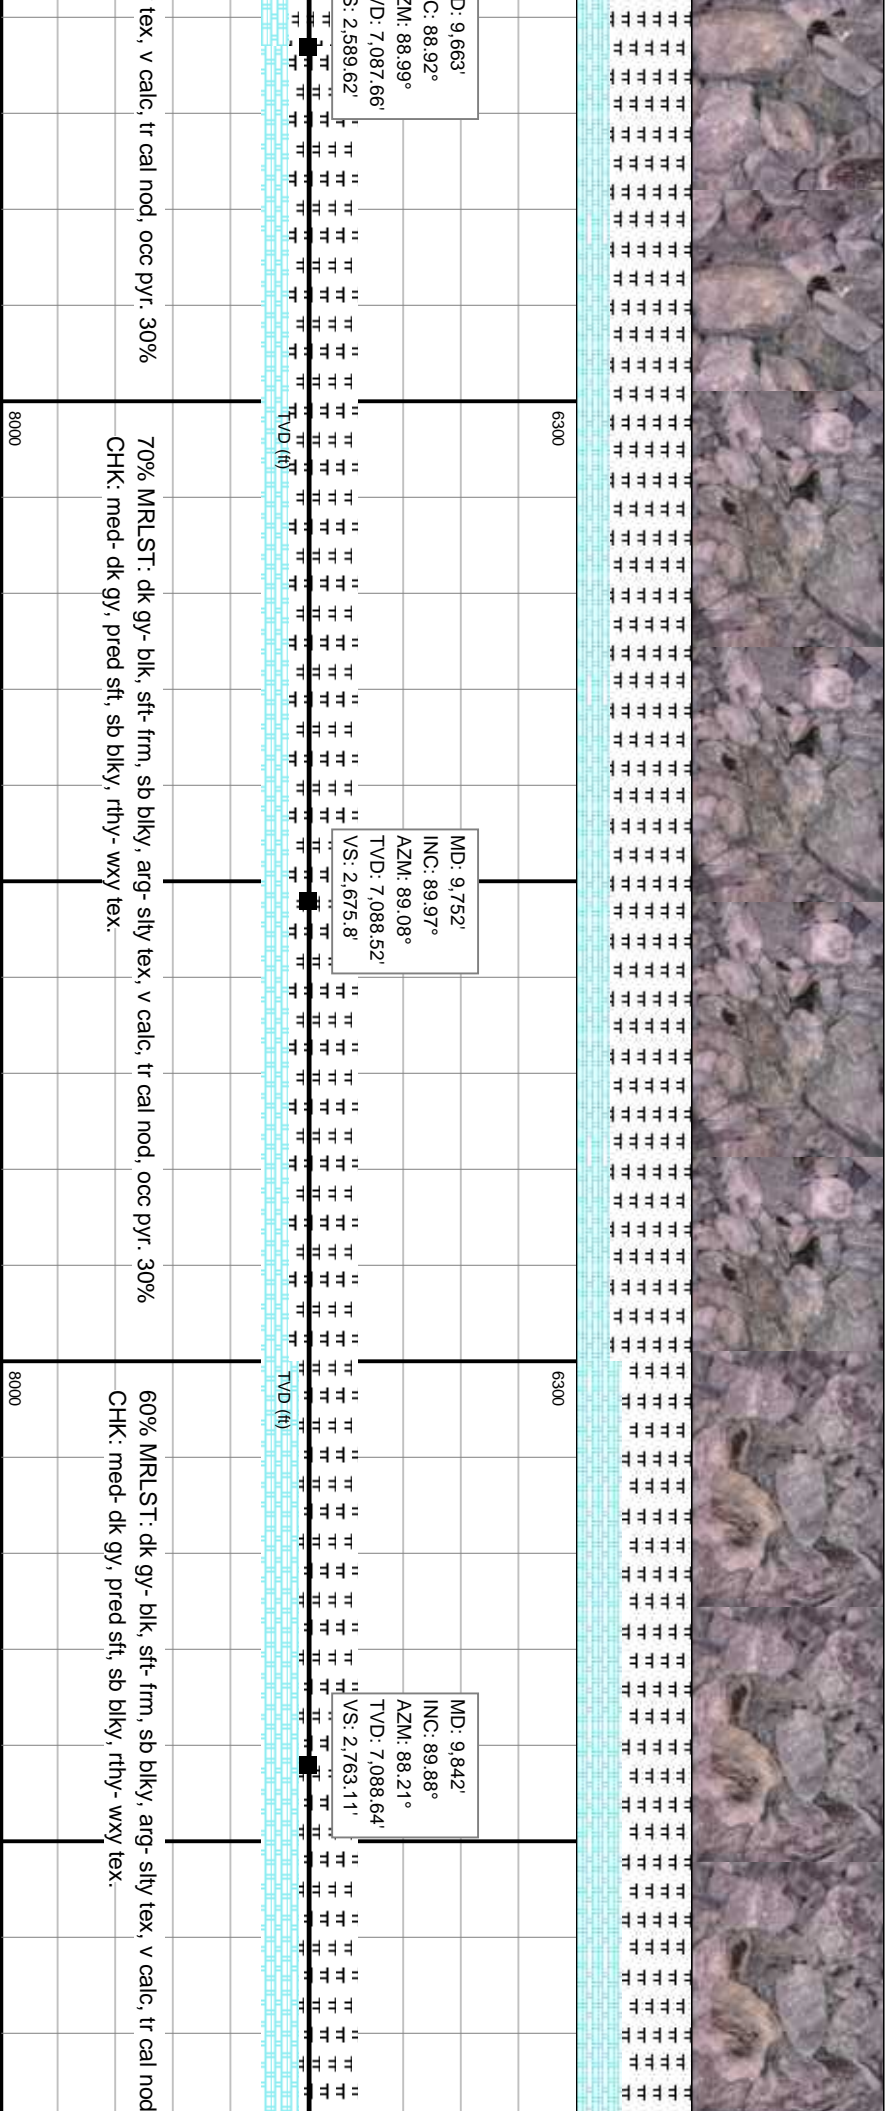 D: 9,663'
C: 88.92°
ZM: 88.99°
VD: 7,087.66'
S: 2,589.62'
tex, v calc, tr cal nod, occ pyr. 30%
6300
TVD (ft)
8000
70% MRLST: dk gy- blk, sft- frm, sb blky, arg- slty tex, v calc, tr cal nod, occ pyr. 30%
CHK: med- dk gy, pred sft, sb blky, rthy- wxy tex.
MD: 9,752'
INC: 89.97°
AZM: 89.08°
TVD: 7,088.52'
VS: 2,675.8'
6300
TVD (ft)
8000
60% MRLST: dk gy- blk, sft- frm, sb blky, arg- slty tex, v calc, tr cal nod
CHK: med- dk gy, pred sft, sb blky, rthy- wxy tex.
MD: 9,842'
INC: 89.88°
AZM: 88.21°
TVD: 7,088.64'
VS: 2,763.11'